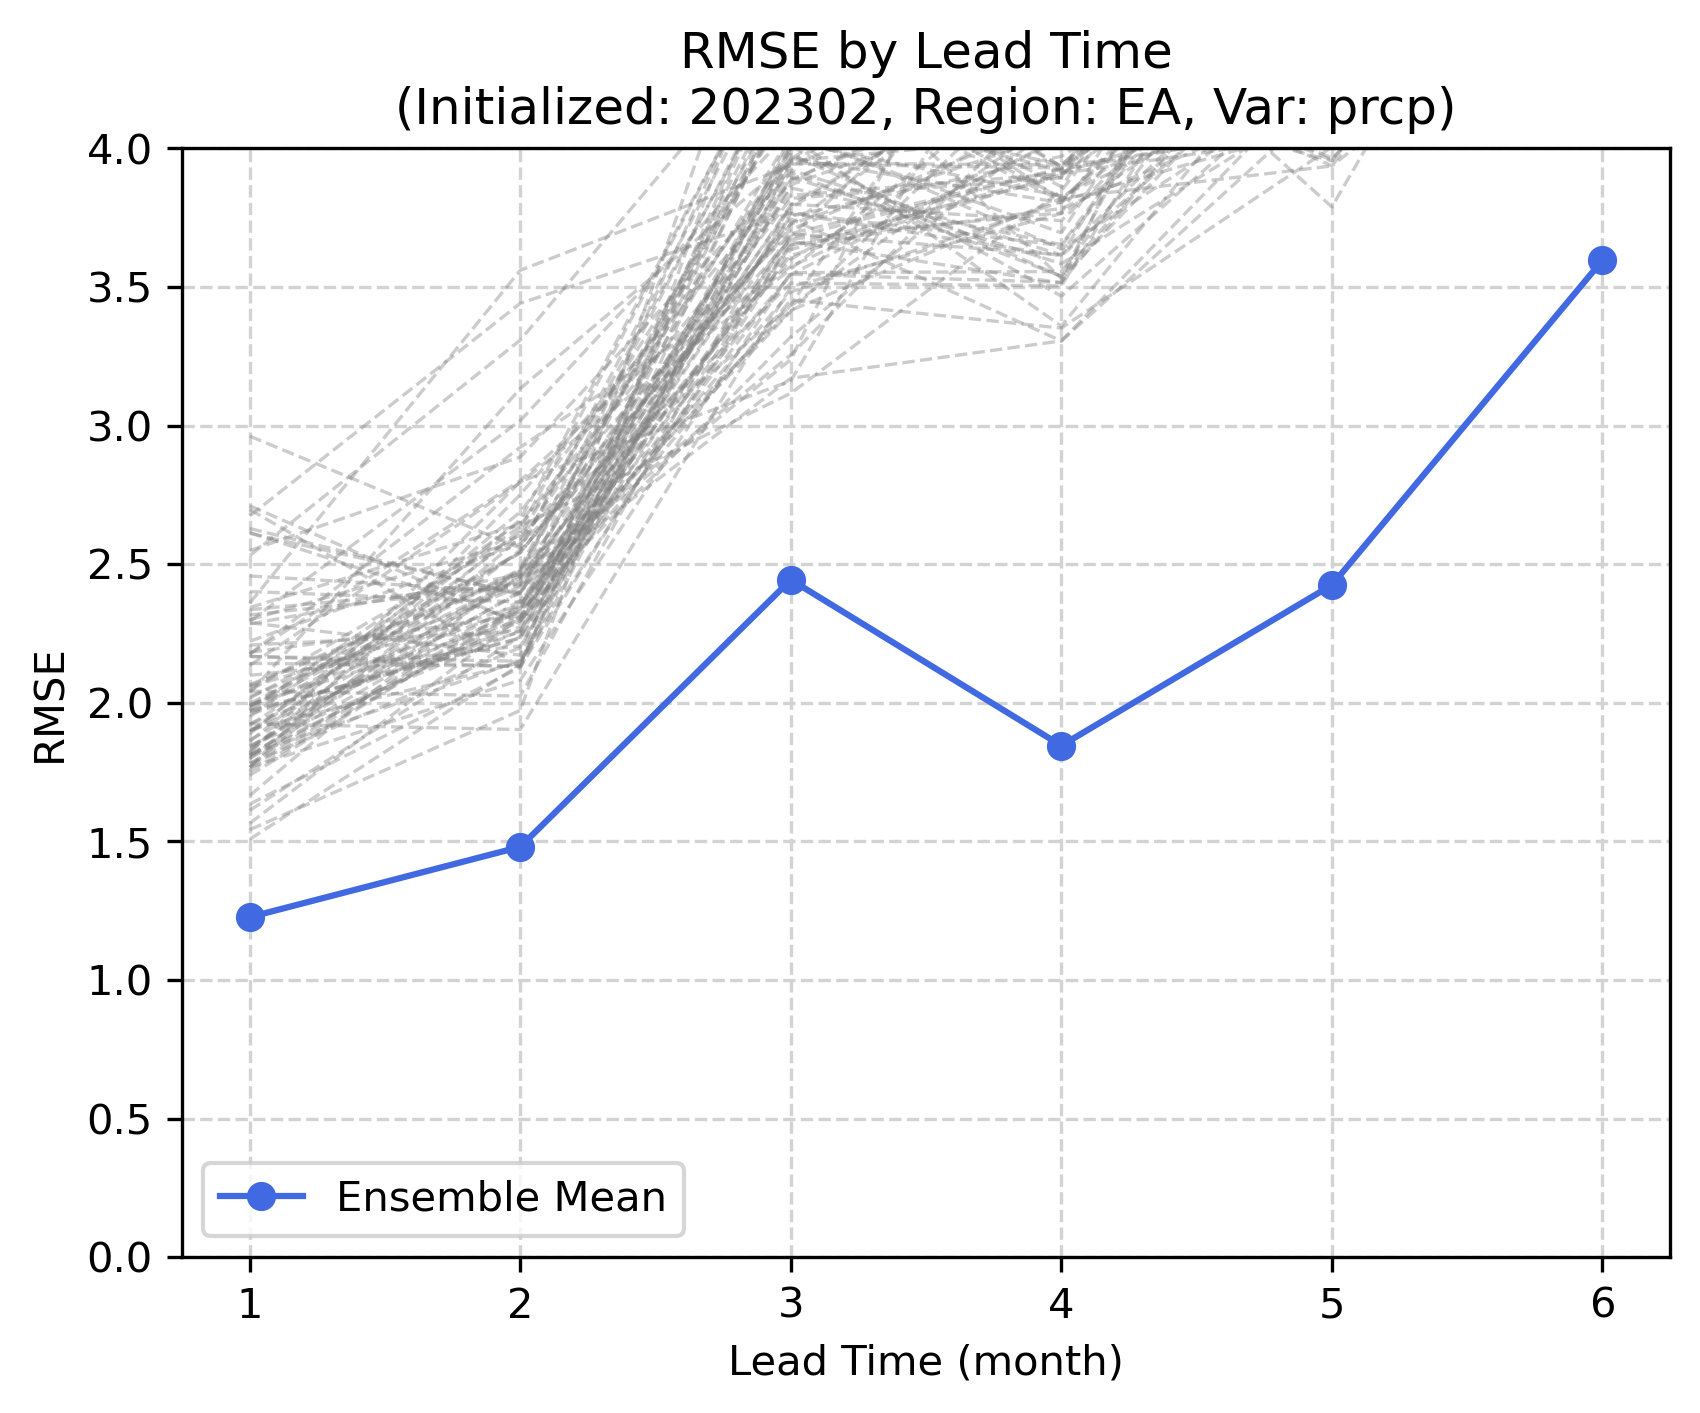 RMSE by Lead Time
(Initialized: 202302, Region: EA, Var: prcp)
4.0
3.5
3.0
2.5
2.0
1.5
1.0
0.5
0.0
RMSE
Ensemble Mean
1 2 3 4 5 6
Lead Time (month)